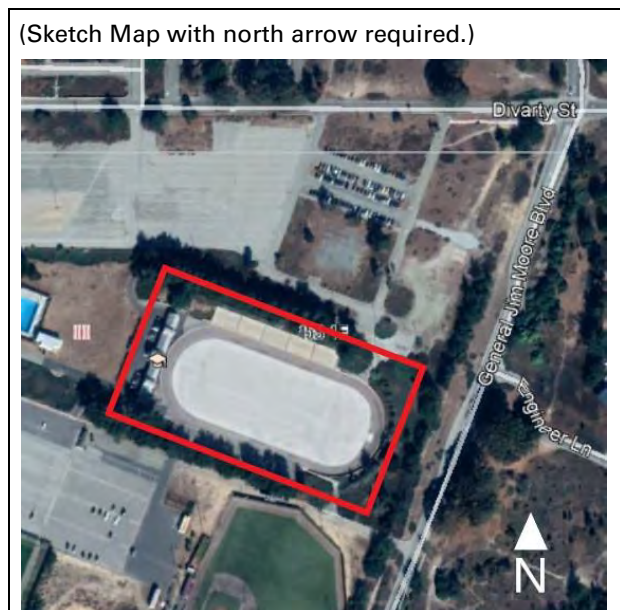 (Sketch Map with north arrow required.)
Divarty St
General Jim Moore Blvd
Engineer Ln
N